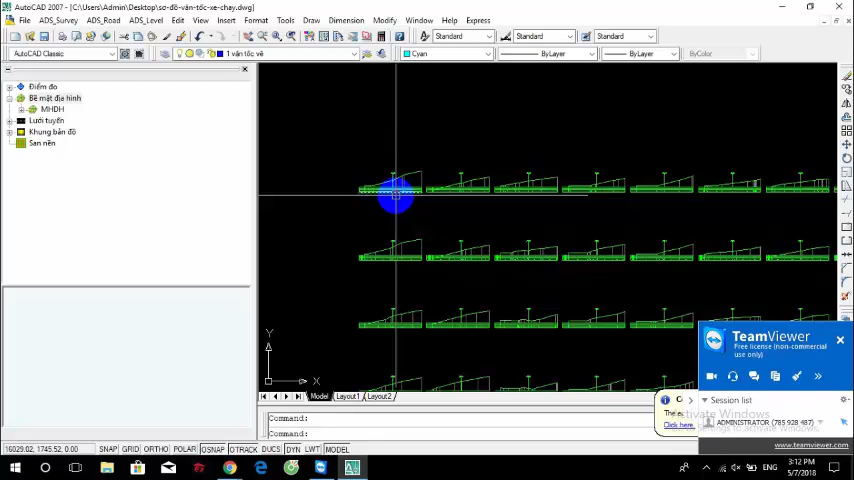 AutoCAD 2007 - [C:\Users\Admin\Desktop\so-đồ-vân-tốc-xe-chay.dwg]
File ADS_Survey ADS_Road ADS_Level Edit View Insert Format Tools Draw Dimension Modify Window Help Express
Standard Standard Standard
AutoCAD Classic 1 vân tốc vẽ Cyan ByLayer ByLayer ByColor
Điểm đo
Bề mặt địa hình
MHDH
Lưới tuyến
Khung bản đồ
San nền
Y
X
Model Layout1 Layout2
Command:
Command:
16029.02, 1745.52, 0.00 SNAP GRID ORTHO POLAR OSNAP OTRACK DUCS DYN LWT MODEL
TeamViewer
Free license (non-commercial
use only)
Session list
ADMINISTRATOR (785 928 487)
www.teamviewer.com
Click here.
Activate Windows
ENG
3:12 PM
5/7/2018